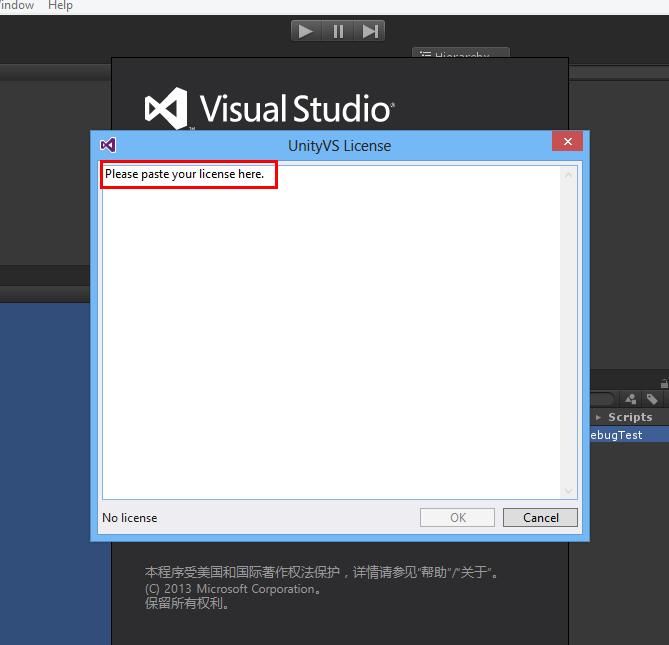 Help
Hierarchy
Visual Studio
UnityVS License
Please paste your license here.
Scripts
ebugTest
No license
OK
Cancel
本程序受美国和国际著作权法保护，详情请参见“帮助”/“关于”。
(C) 2013 Microsoft Corporation。
保留所有权利。